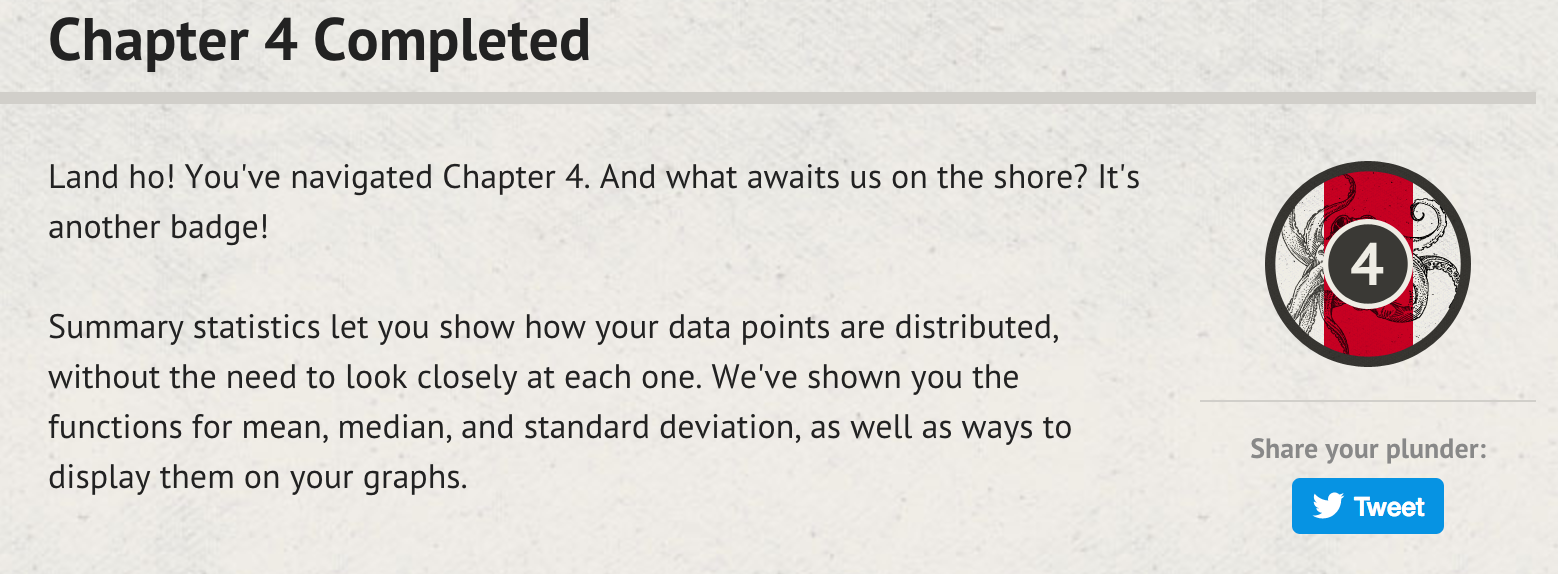 Chapter 4 Completed
Land ho! You've navigated Chapter 4. And what awaits us on the shore? It's
another badge!
Summary statistics let you show how your data points are distributed,
without the need to look closely at each one. We've shown you the
functions for mean, median, and standard deviation, as well as ways to
display them on your graphs.
4
Share your plunder:
Tweet